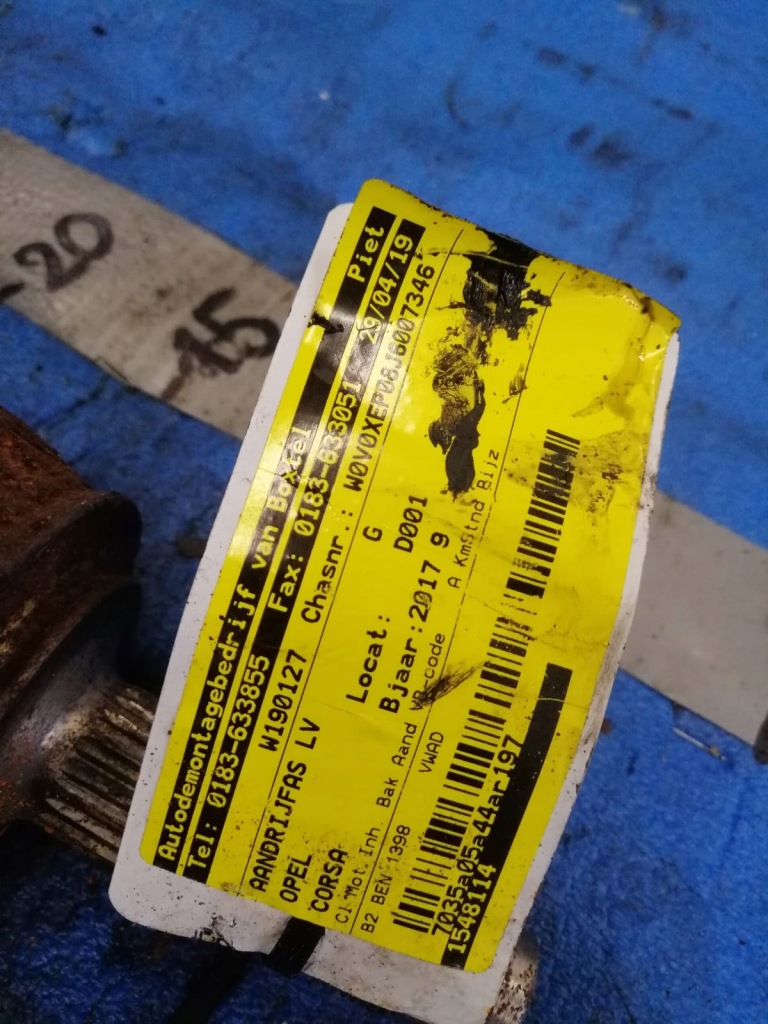 -20
-15
Autodemontagebedrijf van Boxtel Piet
Tel: 0183-633855 Fax: 0183-633051 29/04/19
W190127 Chasnr.: W0V0XEP08J6007346
AANDRIJFAS LV
OPEL Locat: G
CORSA Bjaar:2017 9 D001
Cl Mot.Inh Bak Aand VR-code A KmStnd Bijz
B2 BEN 1398 VWAD
7035a05a44ar197
1548114